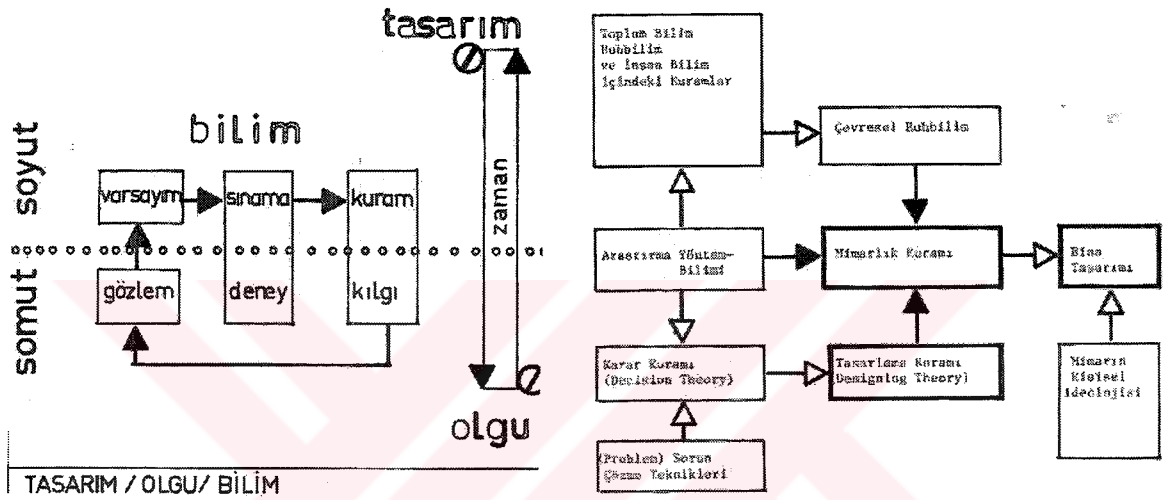 tasarım
soyut
bilim
varsayım
sınama
kuram
zaman
somut
gözlem
deney
kılgı
olgu
TASARIM / OLGU/ BİLİM
Toplum Bilim
Ruhbilim
ve İnsan Bilim
içindeki Kuramlar
Çevresel Ruhbilim
Araştırma Yöntem-
Bilimi
Mimarlık Kuramı
Bina
Tasarımı
Karar Kuramı
(Decision Theory)
Tasarlama Kuramı
Designing Theory)
Mimarın
Kişisel
ideolojisi
(Problem) Sorun
Çözüm Teknikleri